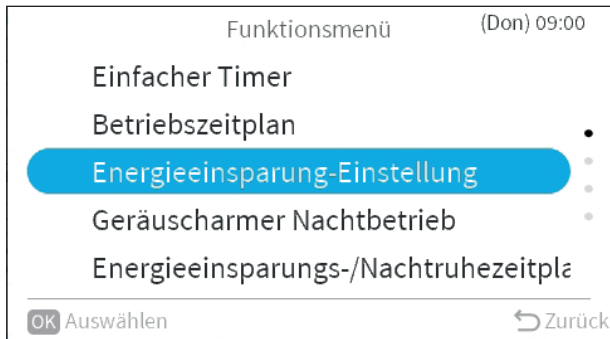 Funktionsmenü
(Don) 09:00
Einfacher Timer
Betriebszeitplan
Energieeinsparung-Einstellung
Geräuscharmer Nachtbetrieb
Energieeinsparungs-/Nachtruhezeitpla
OK Auswählen
Zurück